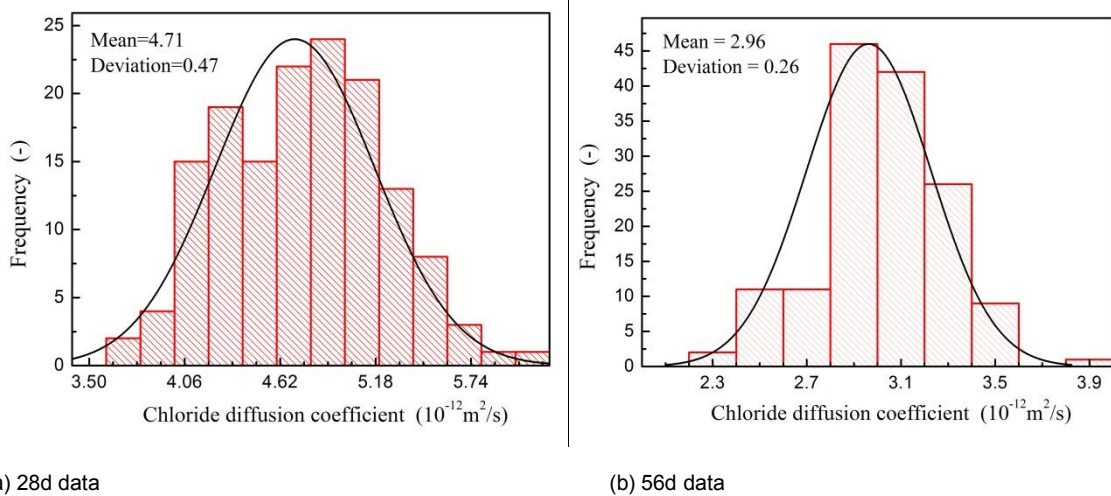 Mean=4.71
Deviation=0.47
25
20
15
10
5
0
Frequency (-)
3.50 4.06 4.62 5.18 5.74
Chloride diffusion coefficient (10-12m2/s)
) 28d data
Mean = 2.96
Deviation = 0.26
45
40
35
30
25
20
15
10
5
0
Frequency (-)
2.3 2.7 3.1 3.5 3.9
Chloride diffusion coefficient (10-12m2/s)
(b) 56d data